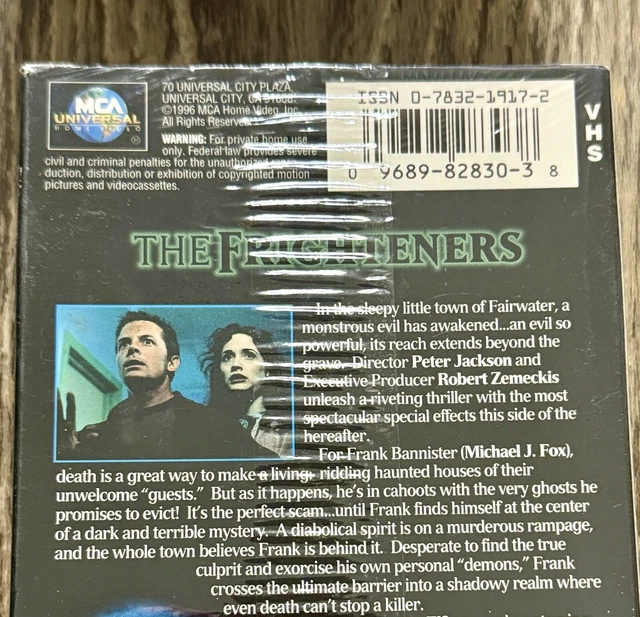 MCA
UNIVERSAL
HOME VIDEO
70 UNIVERSAL CITY PLAZA,
UNIVERSAL CITY, CA
©1996 MCA Home Video, Inc.
All Rights Reserved.
WARNING: For private home use
only. Federal law provides severe
civil and criminal penalties for the unauthorized repro-
duction, distribution or exhibition of copyrighted motion
pictures and videocassettes.
ISBN 0-7832-1917-2
0 9689-82830-3 8
VHS
THE FRIGHTENERS
In the sleepy little town of Fairwater, a
monstrous evil has awakened...an evil so
powerful, its reach extends beyond the
grave. Director Peter Jackson and
Executive Producer Robert Zemeckis
unleash a riveting thriller with the most
spectacular special effects this side of the
hereafter.
For Frank Bannister (Michael J. Fox),
death is a great way to make a living: ridding haunted houses of their
unwelcome “guests.” But as it happens, he’s in cahoots with the very ghosts he
promises to evict! It’s the perfect scam...until Frank finds himself at the center
of a dark and terrible mystery. A diabolical spirit is on a murderous rampage,
and the whole town believes Frank is behind it. Desperate to find the true
culprit and exorcise his own personal “demons,” Frank
crosses the ultimate barrier into a shadowy realm where
even death can’t stop a killer.